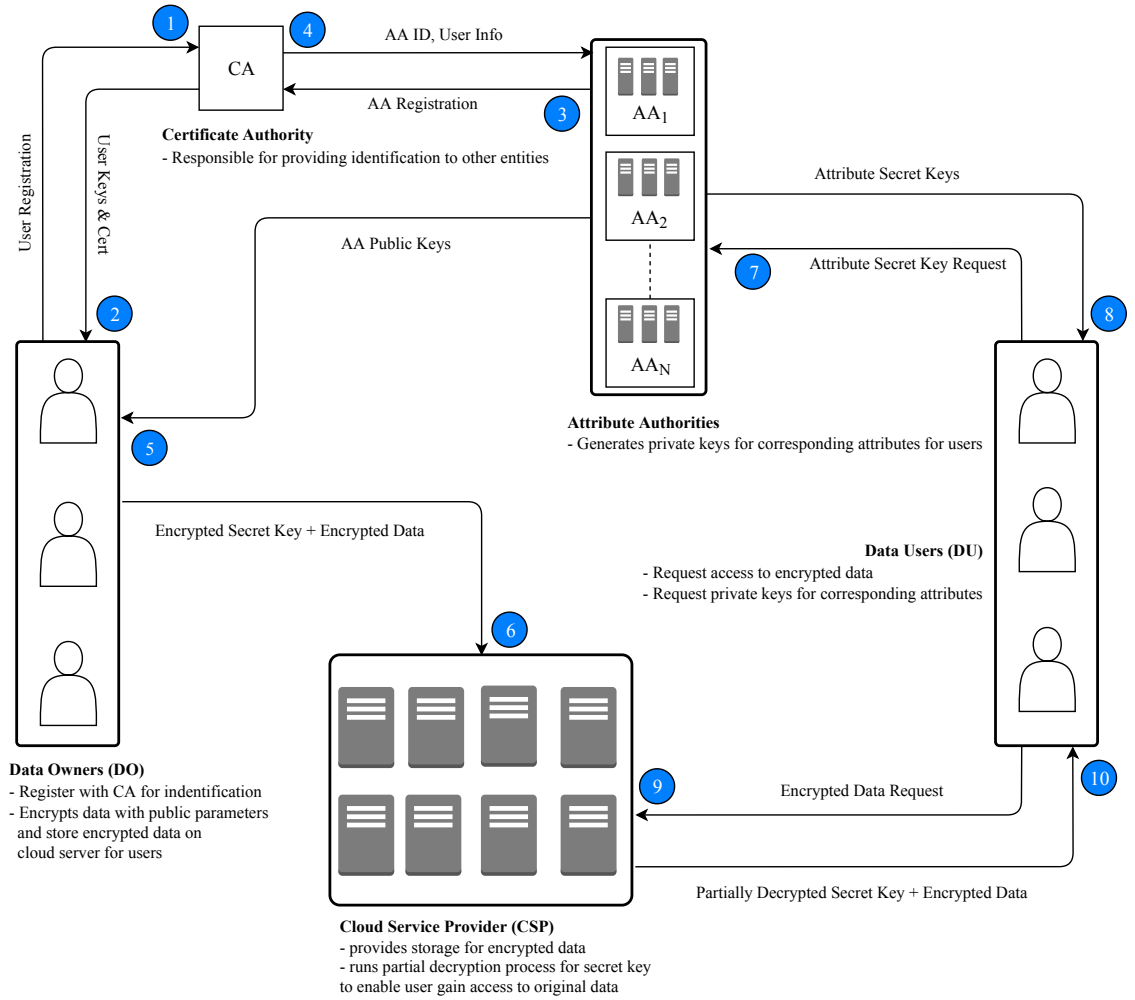 1
4
AA ID, User Info
CA
AA Registration
3
AA1
Certificate Authority
- Responsible for providing identification to other entities
User Registration
User Keys & Cert
AA2
Attribute Secret Keys
AA Public Keys
7
Attribute Secret Key Request
2
8
AAN
5
Attribute Authorities
- Generates private keys for corresponding attributes for users
Encrypted Secret Key + Encrypted Data
Data Users (DU)
- Request access to encrypted data
- Request private keys for corresponding attributes
6
Data Owners (DO)
- Register with CA for indentification
- Encrypts data with public parameters
and store encrypted data on
cloud server for users
9
Encrypted Data Request
10
Partially Decrypted Secret Key + Encrypted Data
Cloud Service Provider (CSP)
- provides storage for encrypted data
- runs partial decryption process for secret key
to enable user gain access to original data